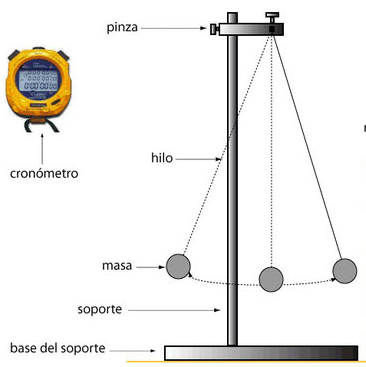 pinza
hilo
cronómetro
masa
soporte
base del soporte